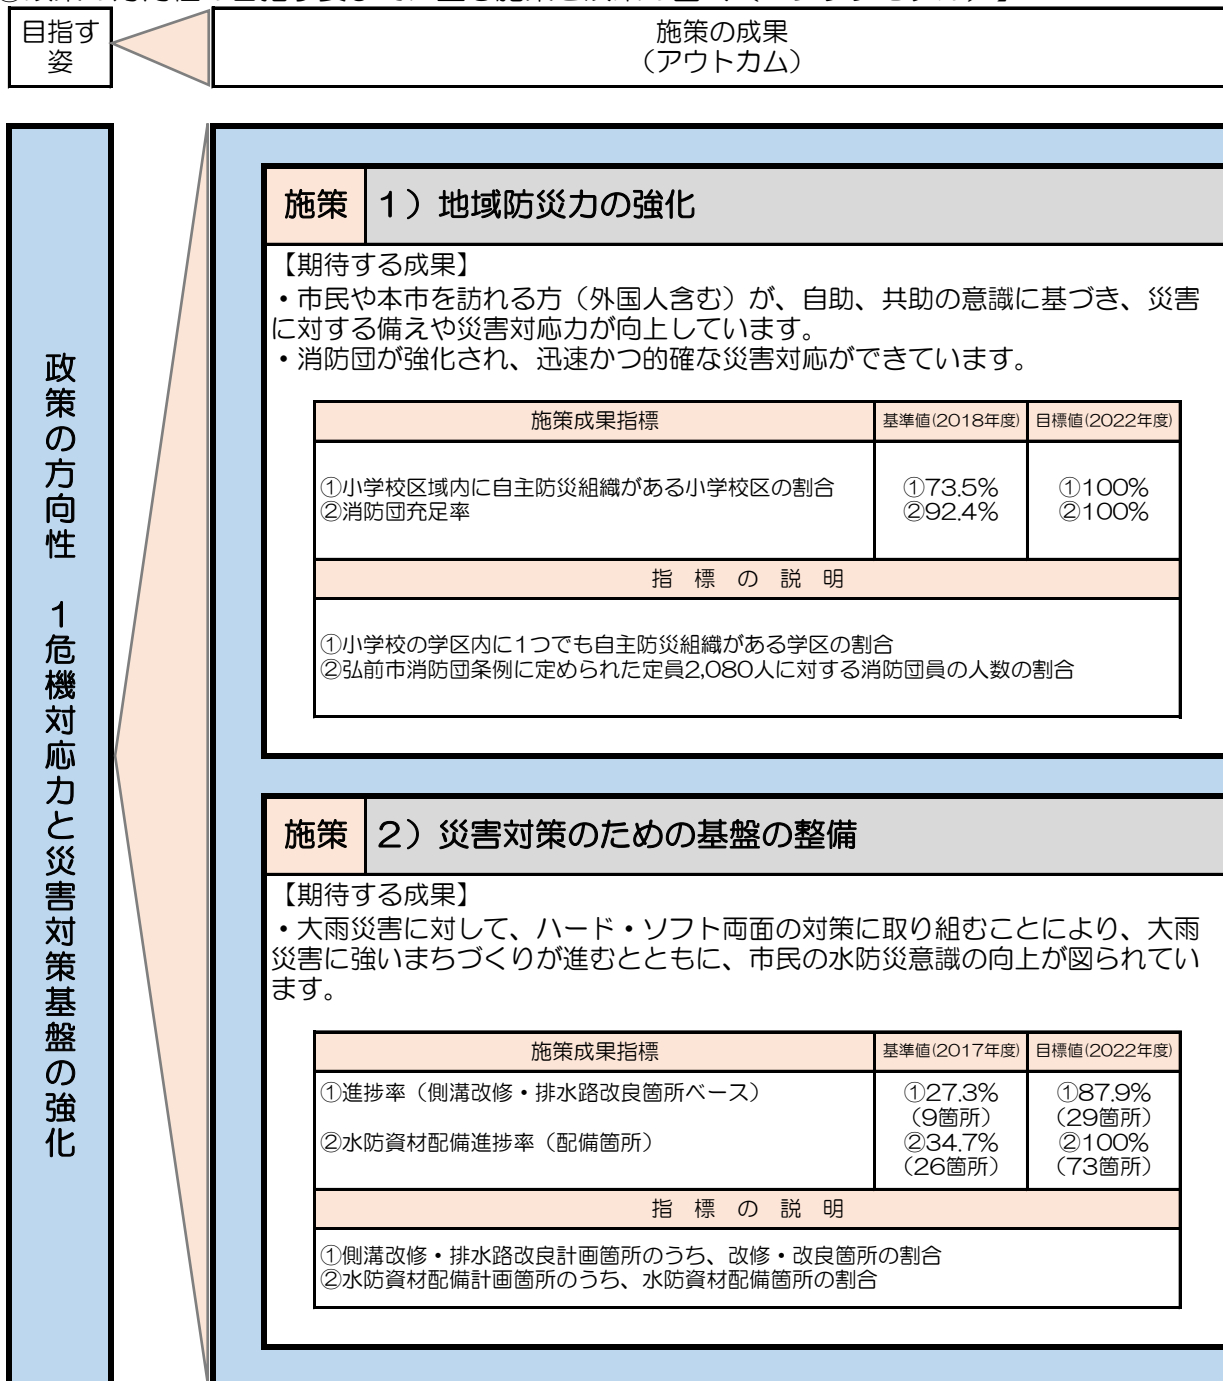 目指す
姿
施策の成果
（アウトカム）
政策の方向性　１危機対応力と災害対策基盤の強化
施策
１）地域防災力の強化
【期待する成果】
・市民や本市を訪れる方（外国人含む）が、自助、共助の意識に基づき、災害
に対する備えや災害対応力が向上しています。
・消防団が強化され、迅速かつ的確な災害対応ができています。
施策成果指標
基準値(2018年度)
目標値(2022年度)
①小学校区域内に自主防災組織がある小学校区の割合
②消防団充足率
①73.5%
②92.4%
①100%
②100%
指　標　の　説　明
①小学校の学区内に1つでも自主防災組織がある学区の割合
②弘前市消防団条例に定められた定員2,080人に対する消防団員の人数の割合
施策
２）災害対策のための基盤の整備
【期待する成果】
・大雨災害に対して、ハード・ソフト両面の対策に取り組むことにより、大雨
災害に強いまちづくりが進むとともに、市民の水防災意識の向上が図られてい
ます。
施策成果指標
基準値(2017年度)
目標値(2022年度)
①進捗率（側溝改修・排水路改良箇所ベース）
②水防資材配備進捗率（配備箇所）
①27.3%
（9箇所）
②34.7%
（26箇所）
①87.9%
（29箇所）
②100%
（73箇所）
指　標　の　説　明
①側溝改修・排水路改良計画箇所のうち、改修・改良箇所の割合
②水防資材配備計画箇所のうち、水防資材配備箇所の割合